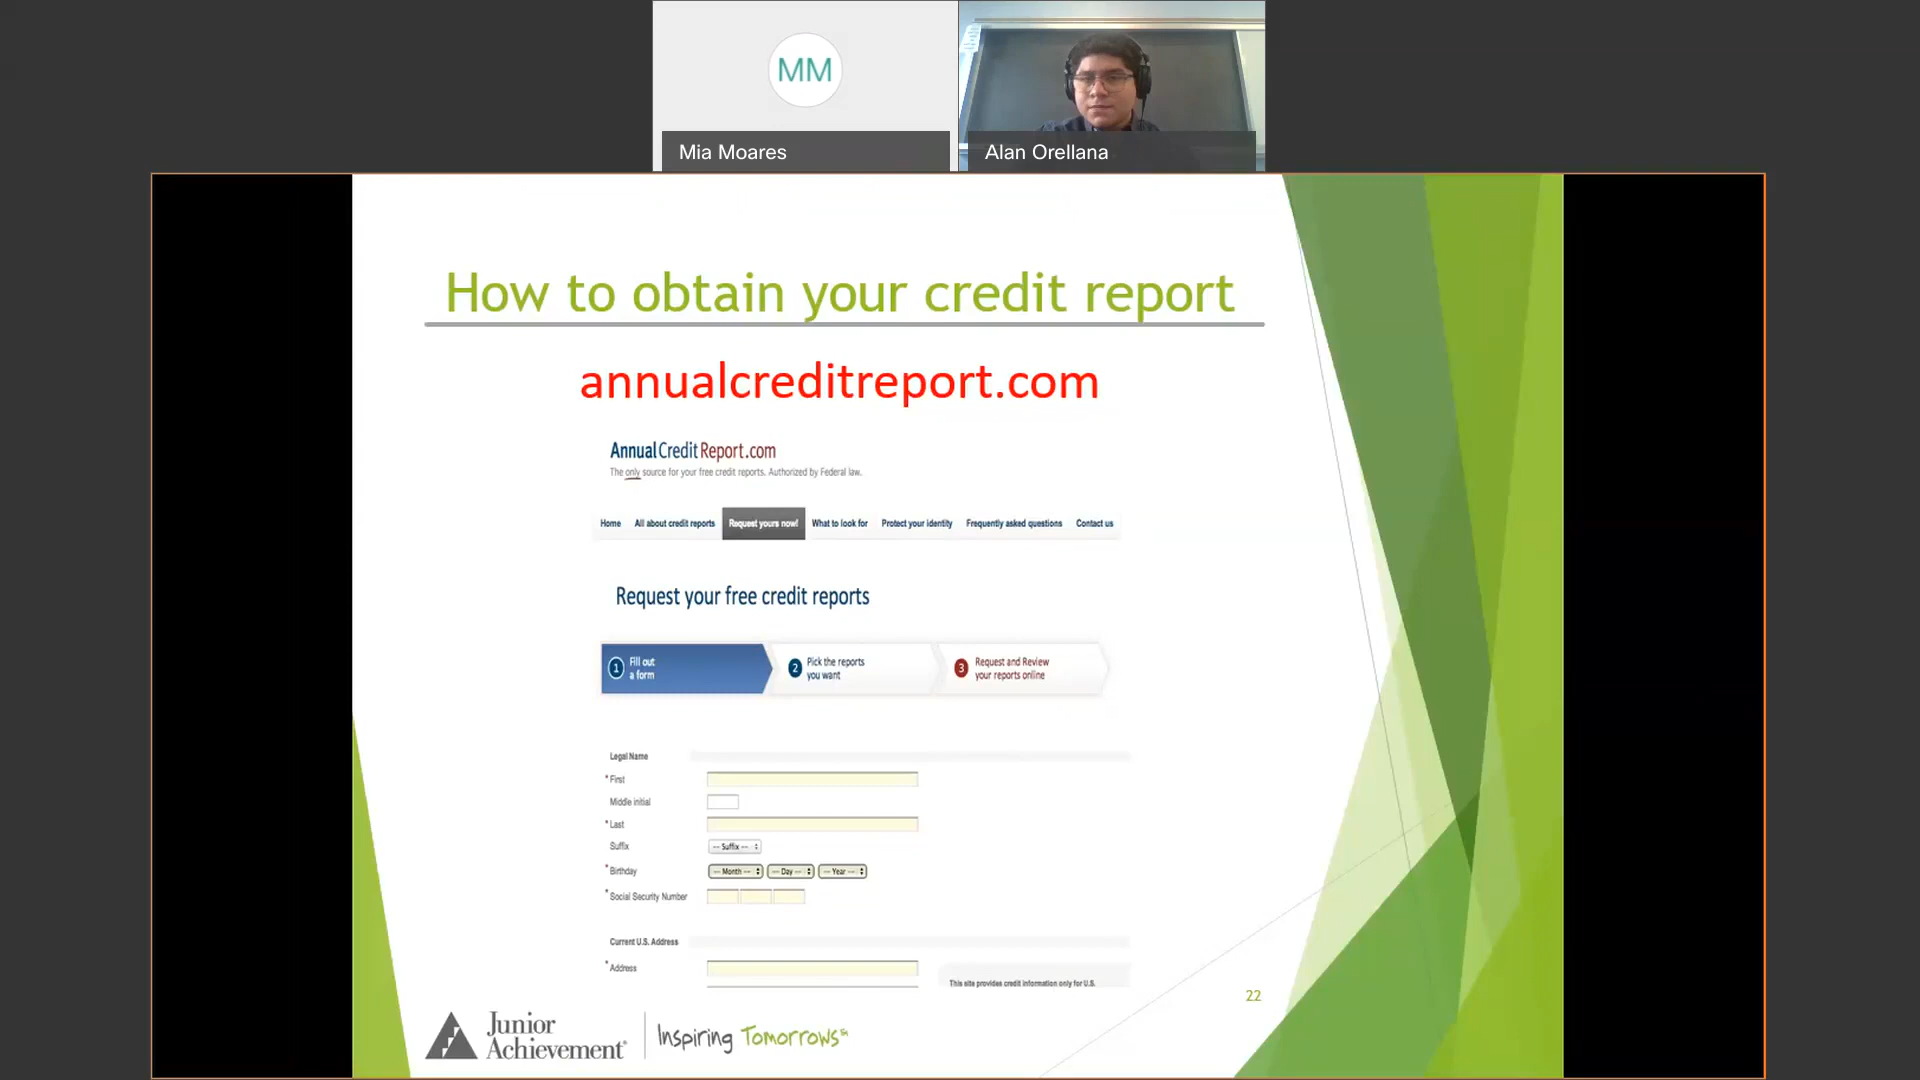 MM
Mia Moares
Alan Orellana
How to obtain your credit report
annualcreditreport.com
AnnualCreditReport.com
The only source for your free credit reports. Authorized by Federal law.
Home All about credit reports Request yours now! What to look for Protect your identity Frequently asked questions Contact us
Request your free credit reports
1 Fill out
a form
2 Pick the reports
you want
3 Request and Review
your reports online
Legal Name
* First
Middle initial
* Last
Suffix -- Suffix --
* Birthday -- Month -- -- Day -- -- Year --
* Social Security Number
Current U.S. Address
* Address
This site provides credit information only for U.S.
22
Junior
Achievement®
Inspiring Tomorrows℠